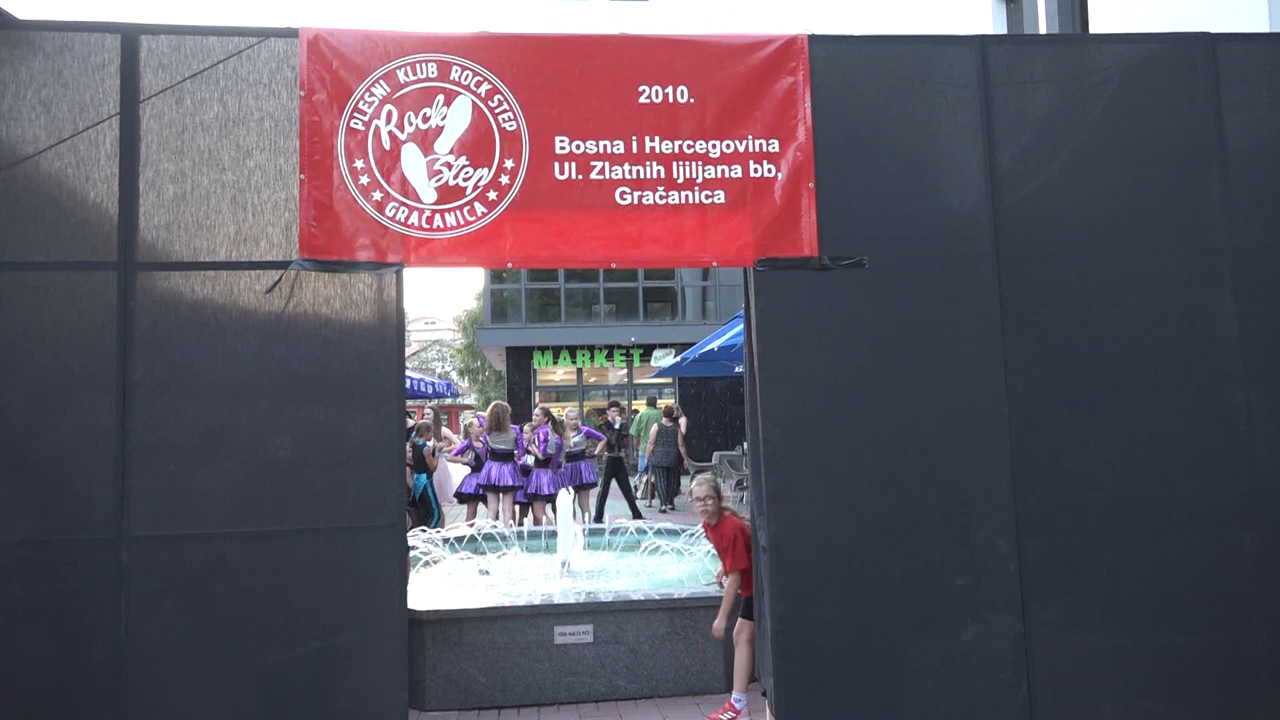 PLESNI KLUB ROCK STEP
Rock
Step
GRAČANICA
2010.
Bosna i Hercegovina
Ul. Zlatnih ljiljana bb,
Gračanica
MARKET